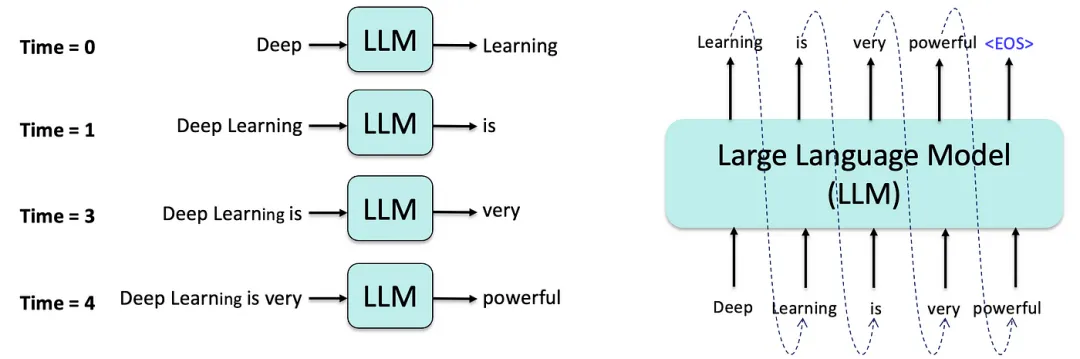 Time = 0 Deep LLM Learning
Time = 1 Deep Learning LLM is
Time = 3 Deep Learning is LLM very
Time = 4 Deep Learning is very LLM powerful
Learning is very powerful <EOS>
Large Language Model
(LLM)
Deep Learning is very powerful